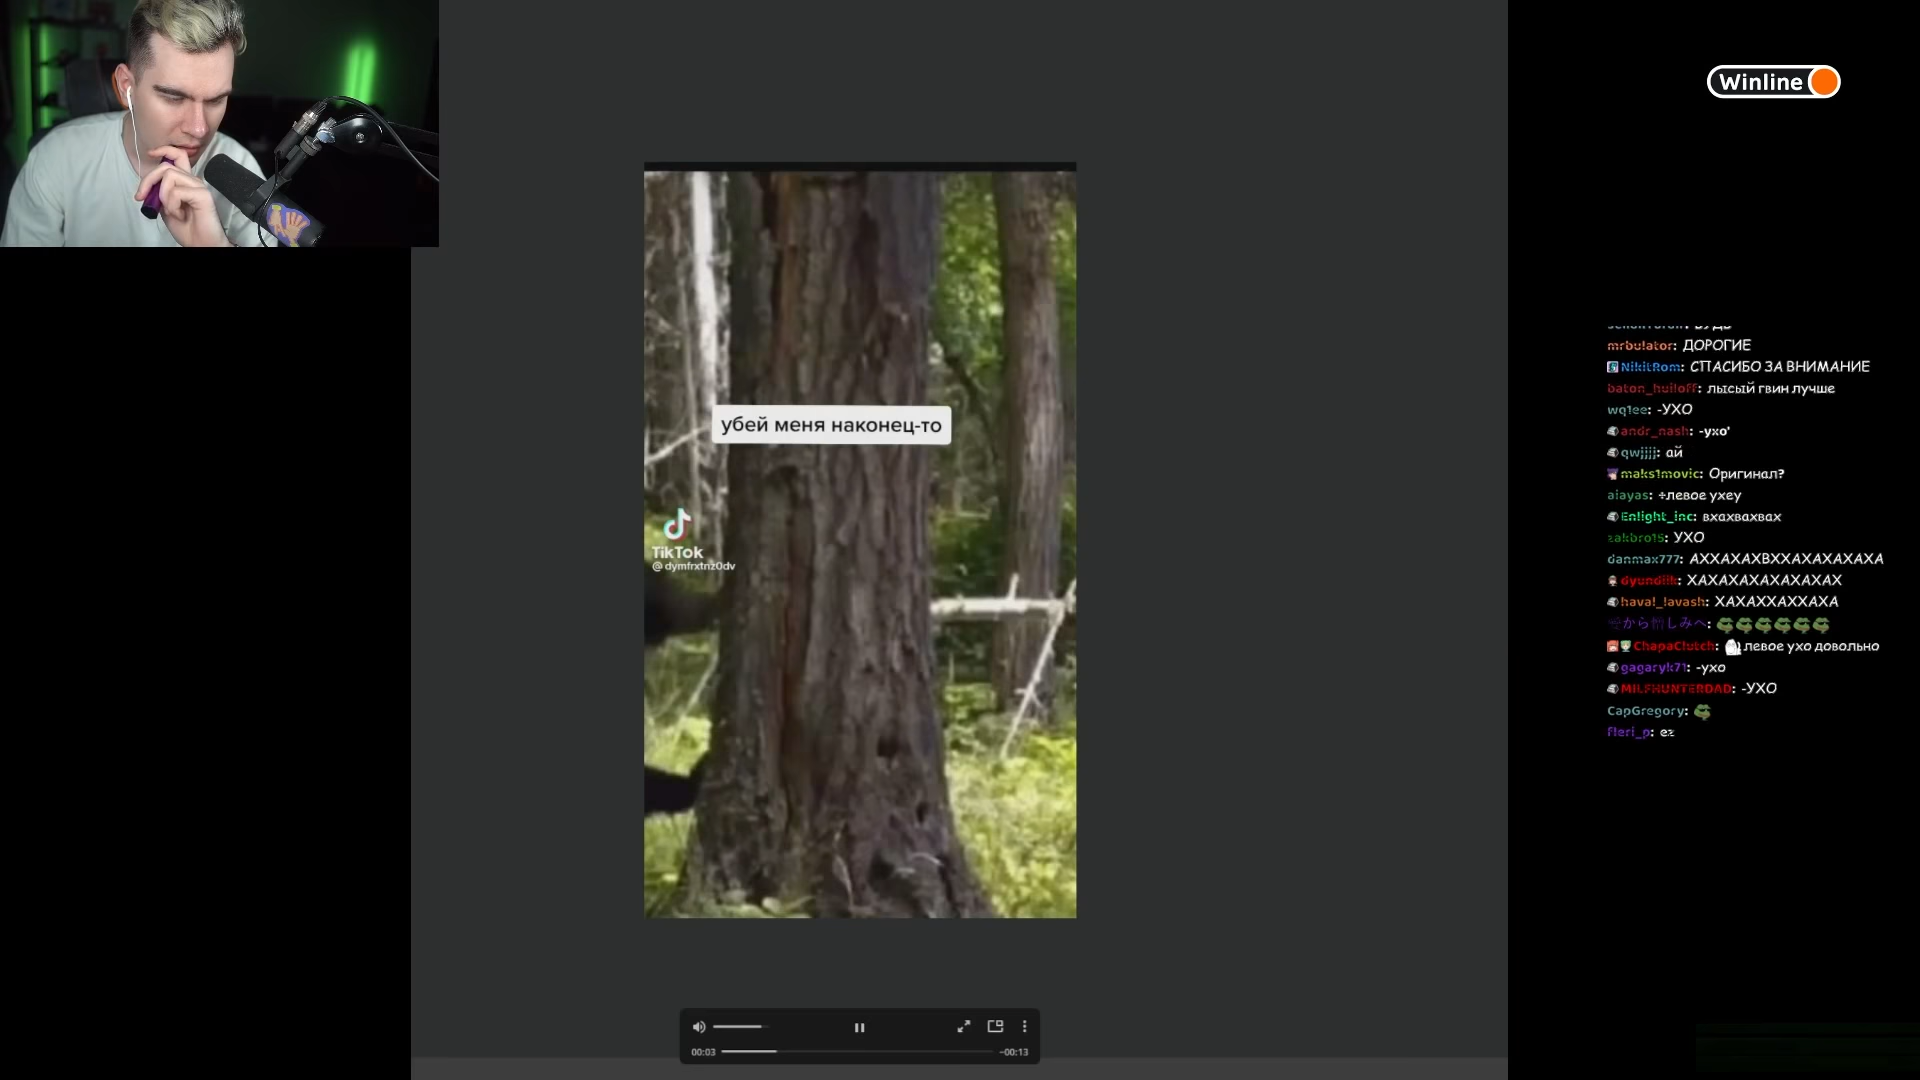 Winline
убей меня наконец-то
TikTok
@dymfrxtnz0dv
mrbulator: ДОРОГИЕ
NikitRom: СПАСИБО ЗА ВНИМАНИЕ
baton_huiloff: лысый гвин лучше
wq1ee: -УХО
andr_nash: -ухо'
qwjjjj: ай
maks1movic: Оригинал?
alayas: +левое ухеу
Enlight_inc: вхахвахвах
zakbro15: УХО
danmax777: АХХАХАХВХХАХАХАХАХА
dyundiik: ХАХАХАХАХАХАХАХ
haval_lavash: ХАХАХХАХХАХА
ChapaClutch: левое ухо довольно
gagaryk71: -ухо
MILFHUNTERDAD: -УХО
CapGregory:
fleri_p: ez
00:03
-00:13